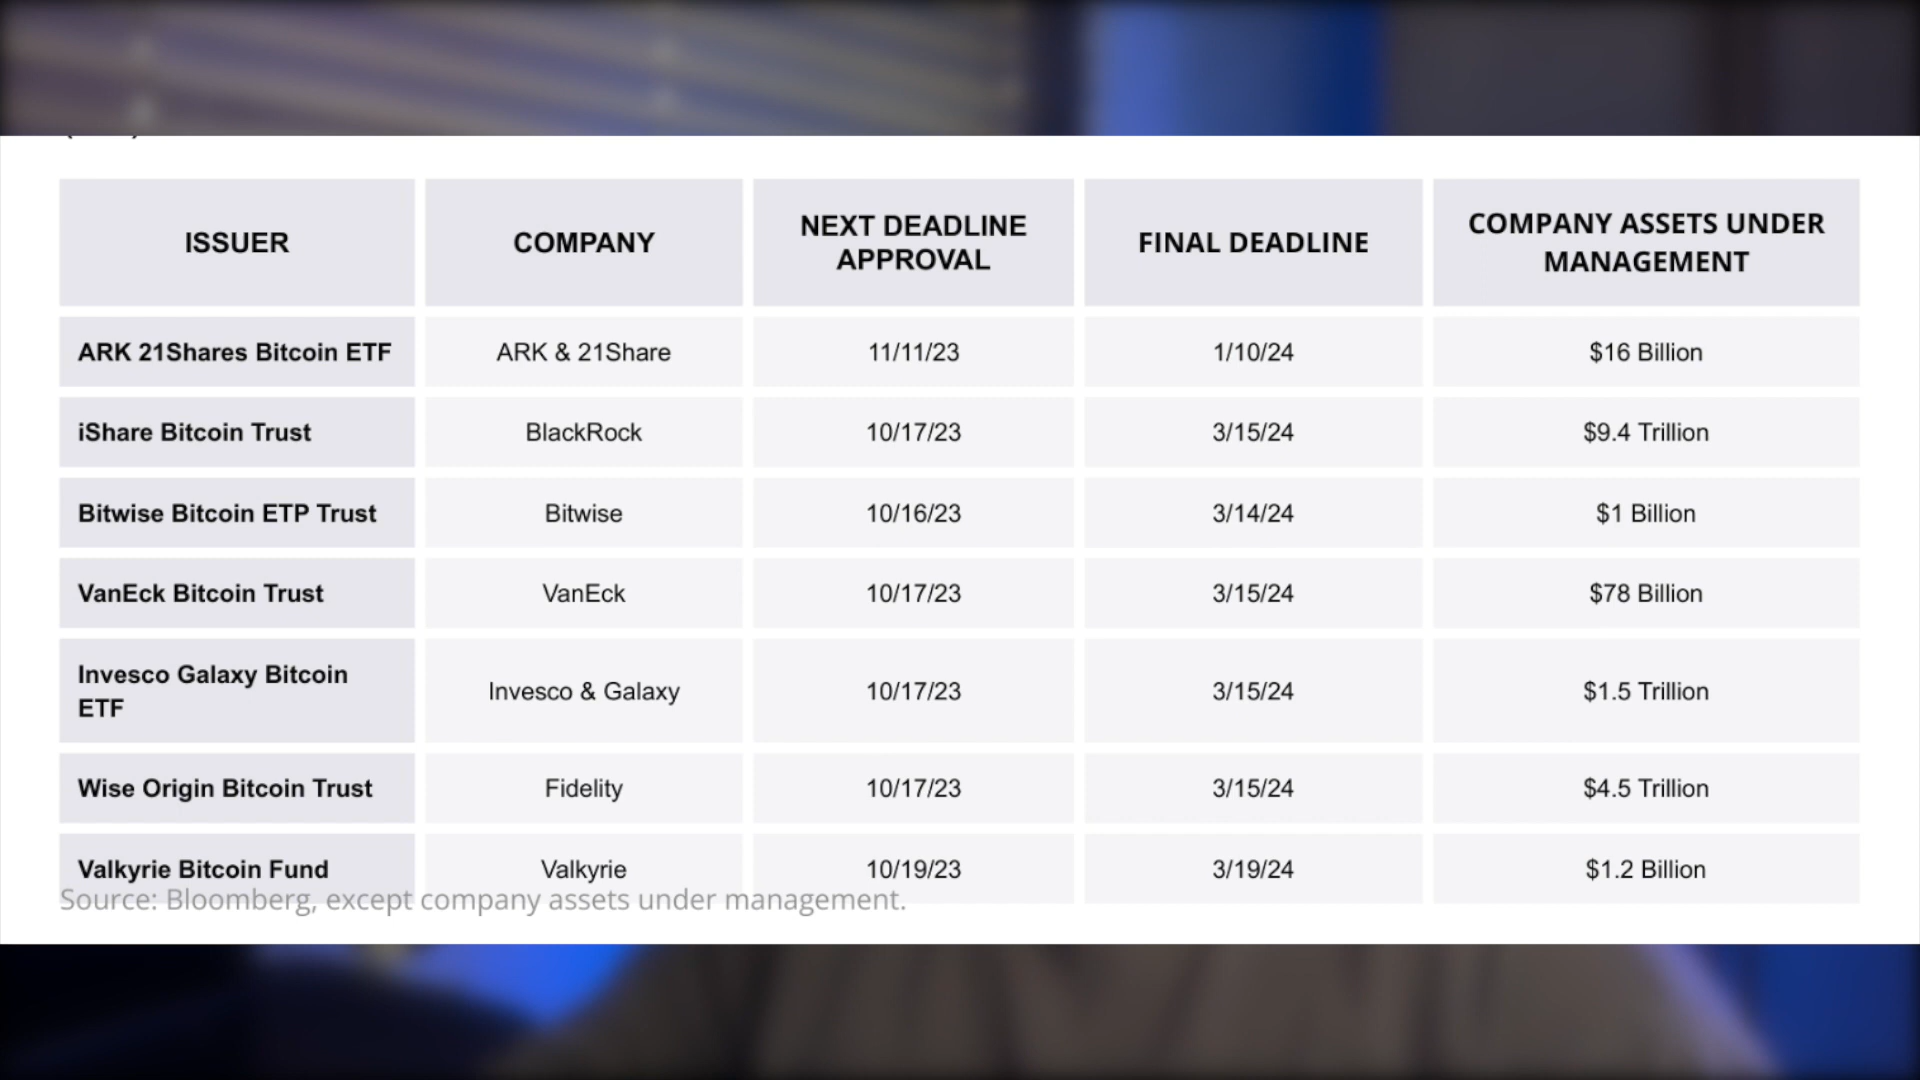 ISSUER
COMPANY
NEXT DEADLINE
APPROVAL
FINAL DEADLINE
COMPANY ASSETS UNDER
MANAGEMENT
ARK 21Shares Bitcoin ETF
ARK & 21Share
11/11/23
1/10/24
$16 Billion
iShare Bitcoin Trust
BlackRock
10/17/23
3/15/24
$9.4 Trillion
Bitwise Bitcoin ETP Trust
Bitwise
10/16/23
3/14/24
$1 Billion
VanEck Bitcoin Trust
VanEck
10/17/23
3/15/24
$78 Billion
Invesco Galaxy Bitcoin
ETF
Invesco & Galaxy
10/17/23
3/15/24
$1.5 Trillion
Wise Origin Bitcoin Trust
Fidelity
10/17/23
3/15/24
$4.5 Trillion
Valkyrie Bitcoin Fund
Valkyrie
10/19/23
3/19/24
$1.2 Billion
Source: Bloomberg, except company assets under management.